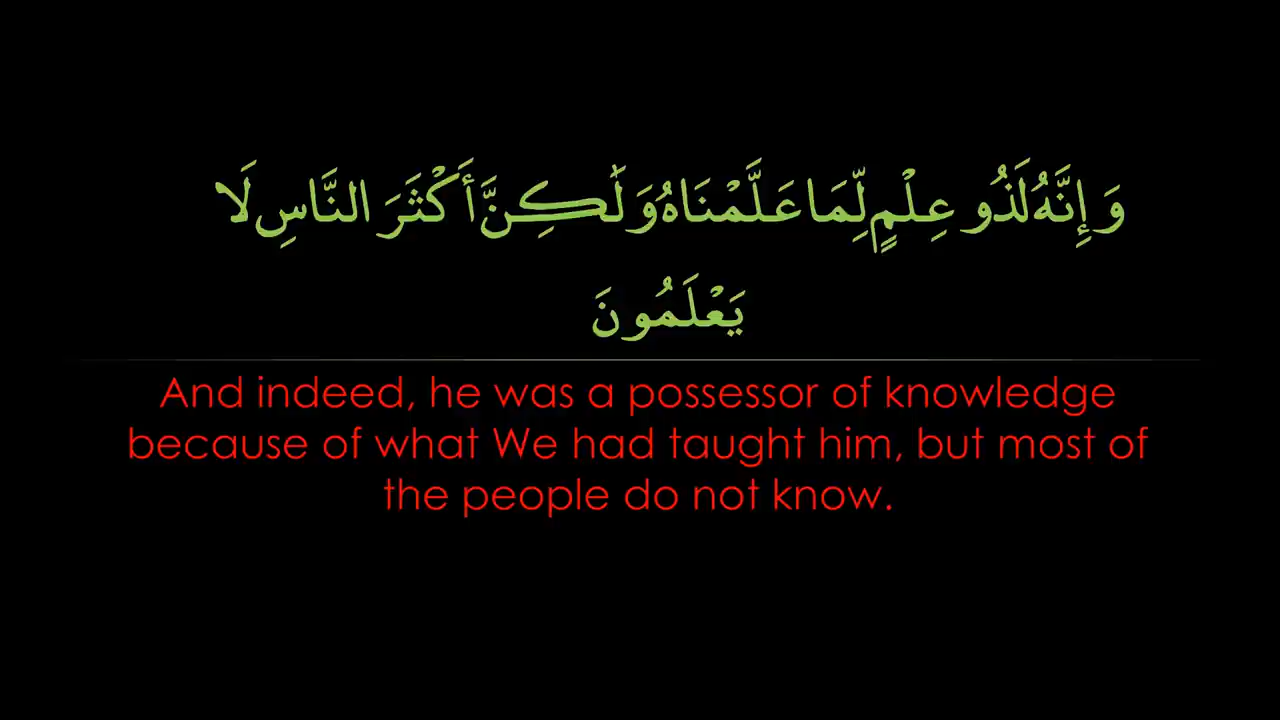 وَإِنَّهُ لَذُو عِلْمٍ لِّمَا عَلَّمْنَاهُ وَلَٰكِنَّ أَكْثَرَ النَّاسِ لَا
يَعْلَمُونَ
And indeed, he was a possessor of knowledge
because of what We had taught him, but most of
the people do not know.